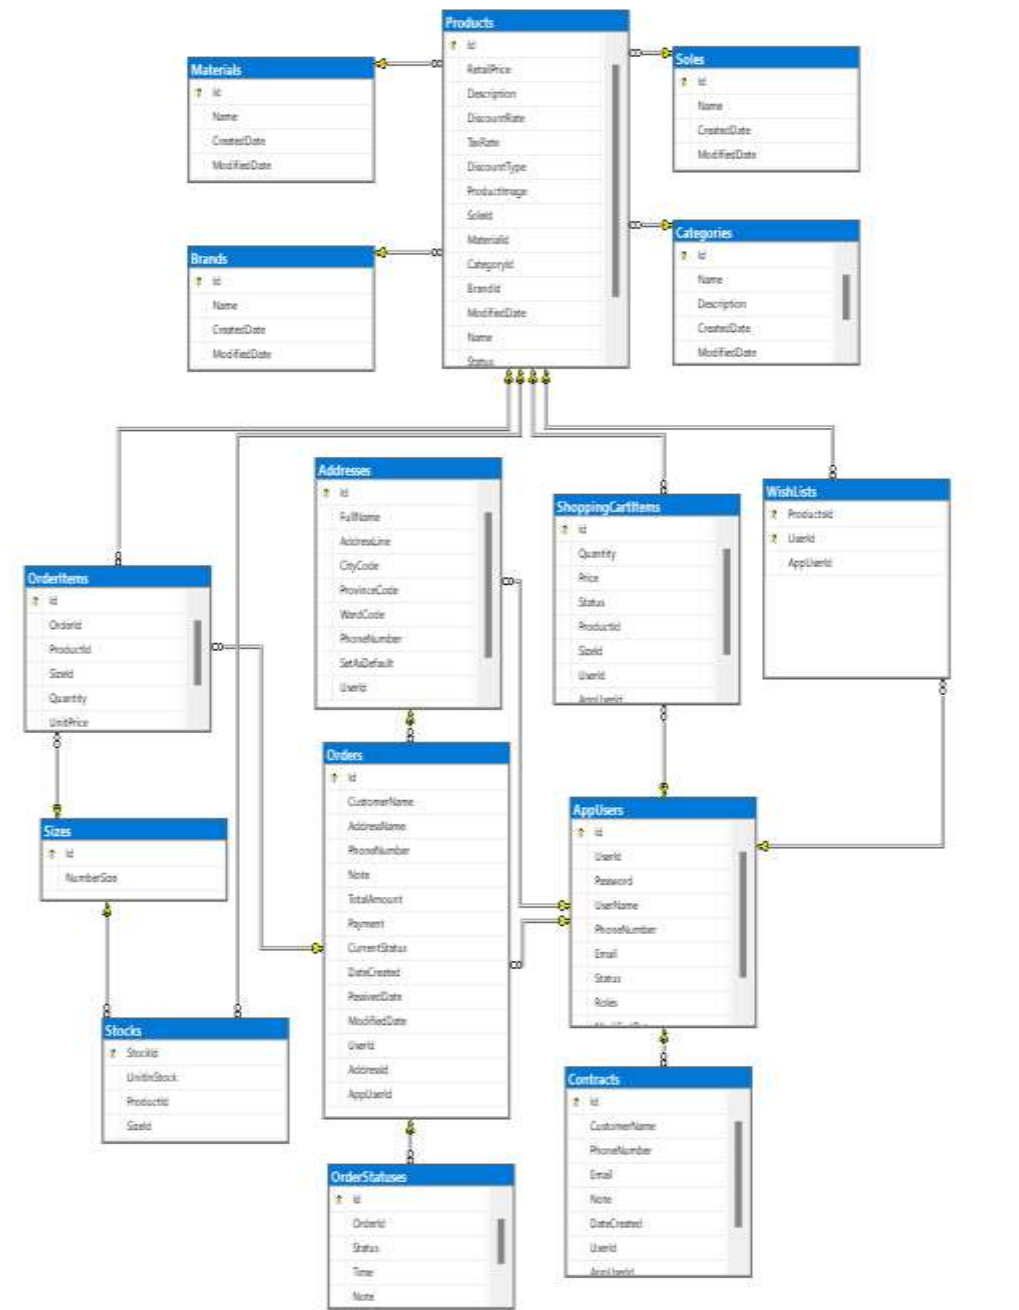 Products
Id
RetailPrice
Description
DiscountRate
TaxRate
DiscountType
ProductImage
SoleId
MaterialId
CategoryId
BrandId
ModifiedDate
Name
Status
Materials
Id
Name
CreatedDate
ModifiedDate
Soles
Id
Name
CreatedDate
ModifiedDate
Brands
Id
Name
CreatedDate
ModifiedDate
Categories
Id
Name
Description
CreatedDate
ModifiedDate
Addresses
Id
FullName
AddressLine
CityCode
ProvinceCode
WardCode
PhoneNumber
SetAsDefault
UserId
ShoppingCartItems
Id
Quantity
Price
Status
ProductId
SizeId
UserId
AppUserId
WishLists
ProductsId
UserId
AppUserId
OrderItems
Id
OrderId
ProductId
SizeId
Quantity
UnitPrice
Orders
Id
CustomerName
AddressName
PhoneNumber
Note
TotalAmount
Payment
CurrentStatus
DateCreated
PesivedDate
ModifiedDate
UserId
AddressId
AppUserId
Sizes
Id
NumberSize
AppUsers
Id
UserId
Password
UserName
PhoneNumber
Email
Status
Roles
Stocks
StockId
UnitInStock
ProductId
SizeId
Contracts
Id
CustomerName
PhoneNumber
Email
Note
DateCreated
UserId
AppUserId
OrderStatuses
Id
OrderId
Status
Time
Note